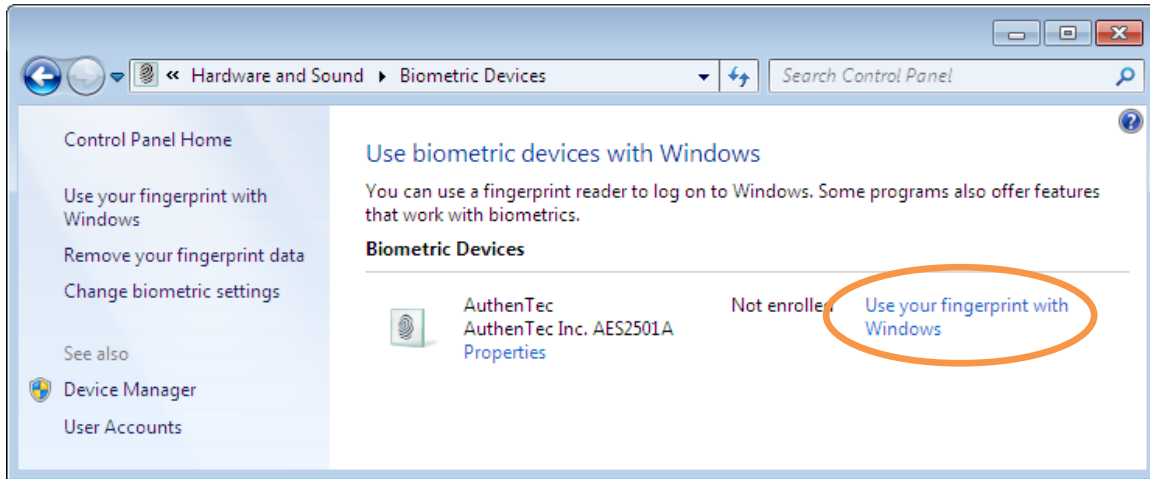 « Hardware and Sound ▸ Biometric Devices
Search Control Panel
Control Panel Home
Use your fingerprint with
Windows
Remove your fingerprint data
Change biometric settings
See also
Device Manager
User Accounts
Use biometric devices with Windows
You can use a fingerprint reader to log on to Windows. Some programs also offer features
that work with biometrics.
Biometric Devices
AuthenTec
AuthenTec Inc. AES2501A
Properties
Not enrolled
Use your fingerprint with
Windows